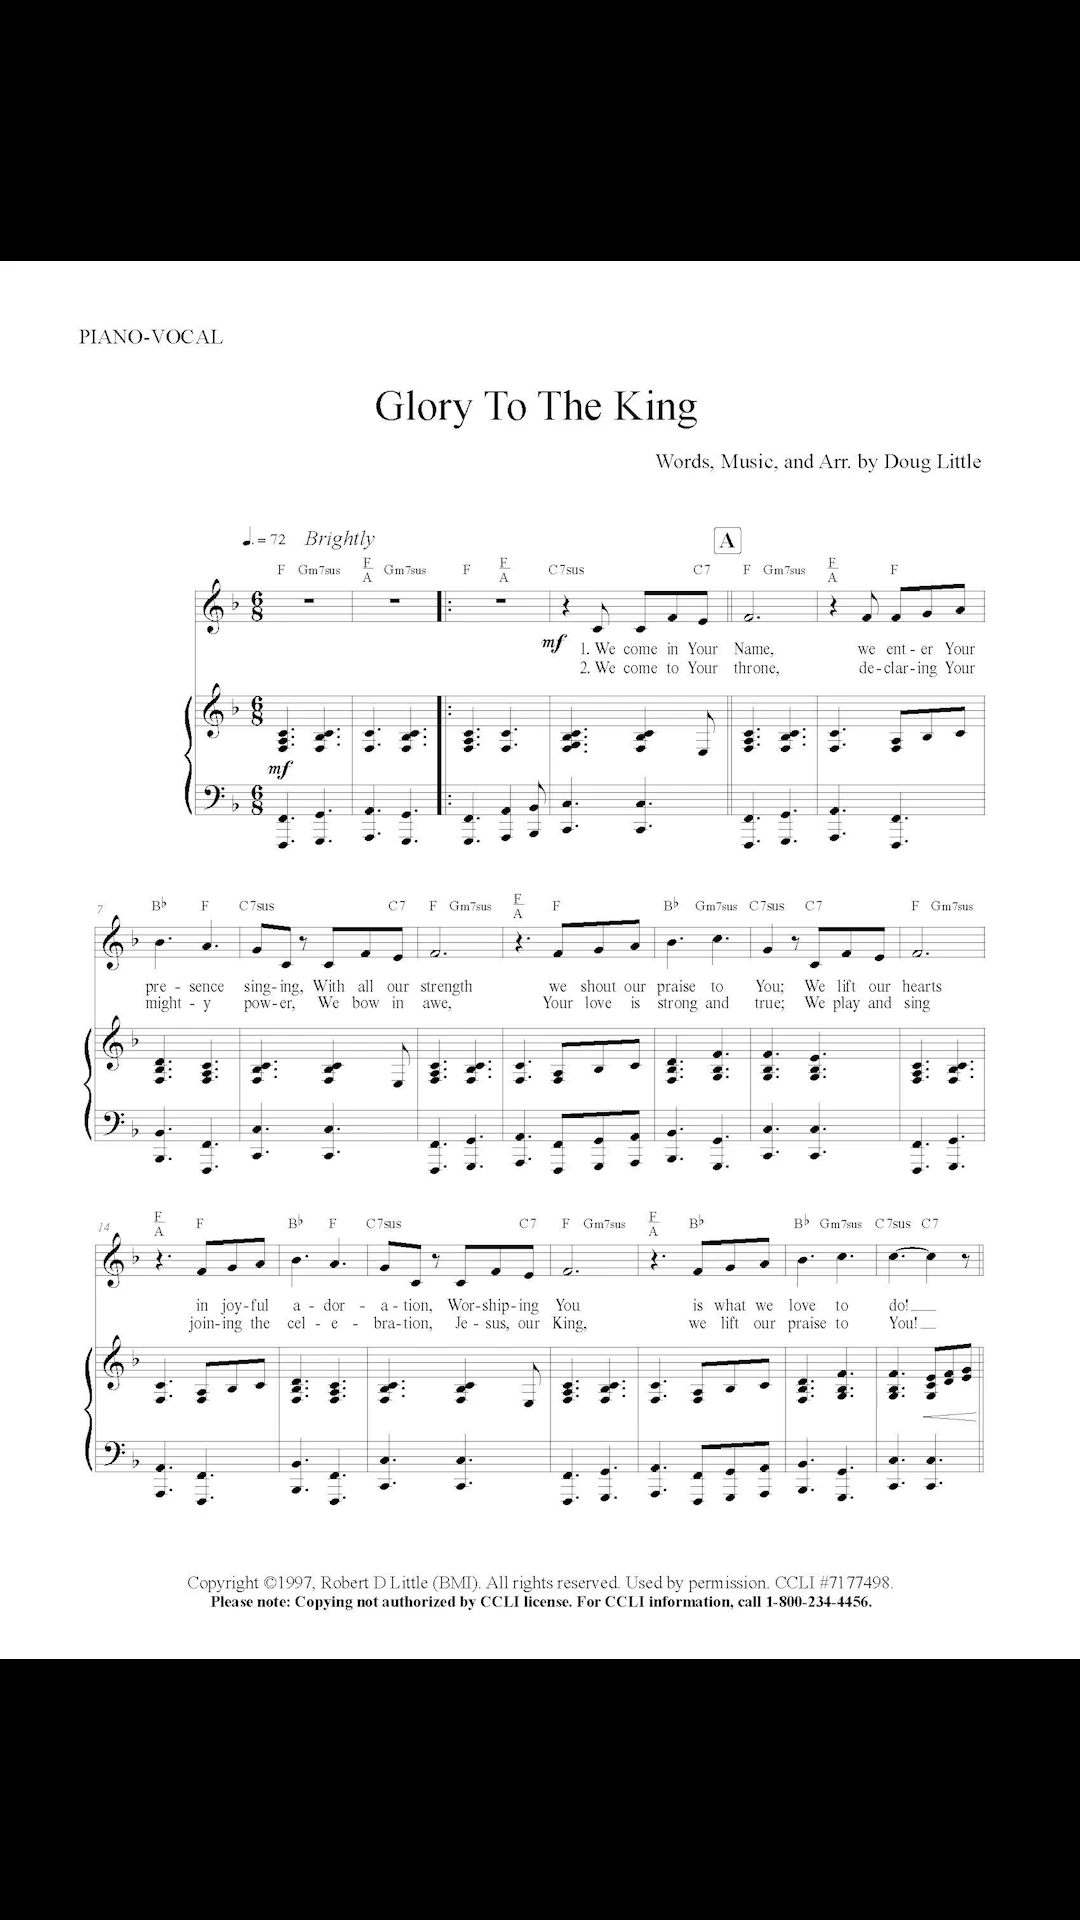 PIANO-VOCAL
Glory To The King
Words, Music, and Arr. by Doug Little
♩. = 72 Brightly
A
F Gm7sus F/A Gm7sus F F/A C7sus C7 F Gm7sus F/A F
6 8
mf 1. We come in Your Name, we ent - er Your
2. We come to Your throne, de - clar - ing Your
6 8
mf
6 8
7 B♭ F C7sus C7 F Gm7sus F/A F B♭ Gm7sus C7sus C7 F Gm7sus
pre - sence sing - ing, With all our strength we shout our praise to You; We lift our hearts
might - y pow - er, We bow in awe, Your love is strong and true; We play and sing
14 F/A F B♭ F C7sus C7 F Gm7sus F/A B♭ B♭ Gm7sus C7sus C7
in joy - ful a - dor - a - tion, Wor - ship - ing You is what we love to do!
join - ing the cel - e - bra - tion, Je - sus, our King, we lift our praise to You!
Copyright ©1997, Robert D Little (BMI). All rights reserved. Used by permission. CCLI #7177498.
Please note: Copying not authorized by CCLI license. For CCLI information, call 1-800-234-4456.